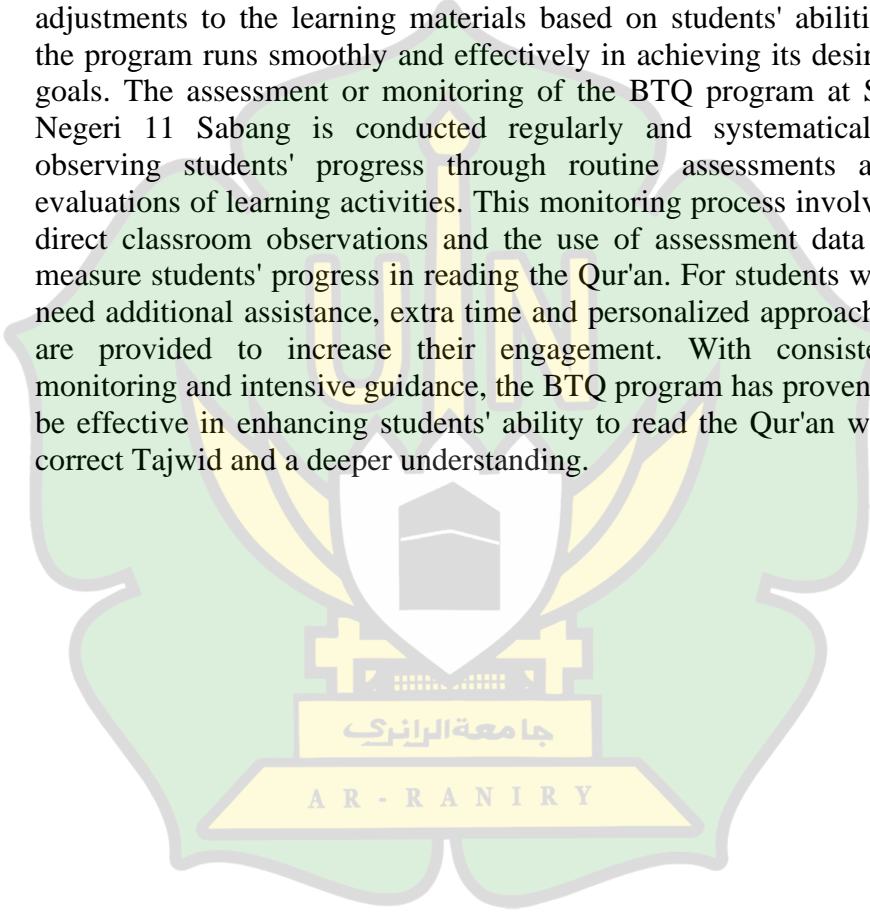 adjustments to the learning materials based on students' abiliti
the program runs smoothly and effectively in achieving its desir
goals. The assessment or monitoring of the BTQ program at S
Negeri 11 Sabang is conducted regularly and systematical
observing students' progress through routine assessments a
evaluations of learning activities. This monitoring process involv
direct classroom observations and the use of assessment data
measure students' progress in reading the Qur'an. For students w
need additional assistance, extra time and personalized approach
are provided to increase their engagement. With consiste
monitoring and intensive guidance, the BTQ program has proven
be effective in enhancing students' ability to read the Qur'an w
correct Tajwid and a deeper understanding.
UIN
جامعةالرانري
AR-RANIRY